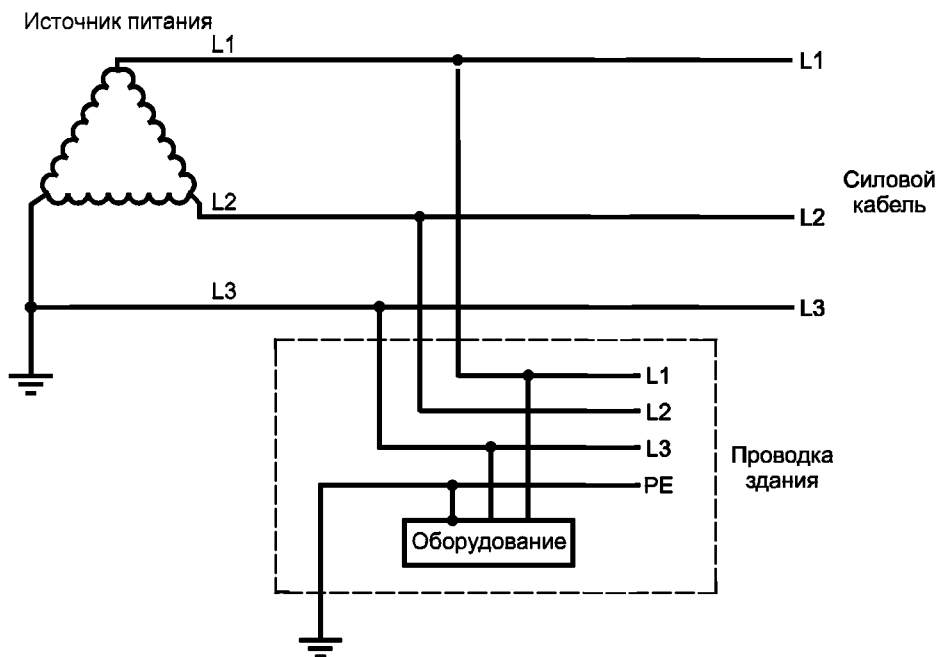 Источник питания
L1
L1
Силовой
кабель
L2
L2
L3
L3
L1
L2
L3
Проводка
здания
PE
Оборудование